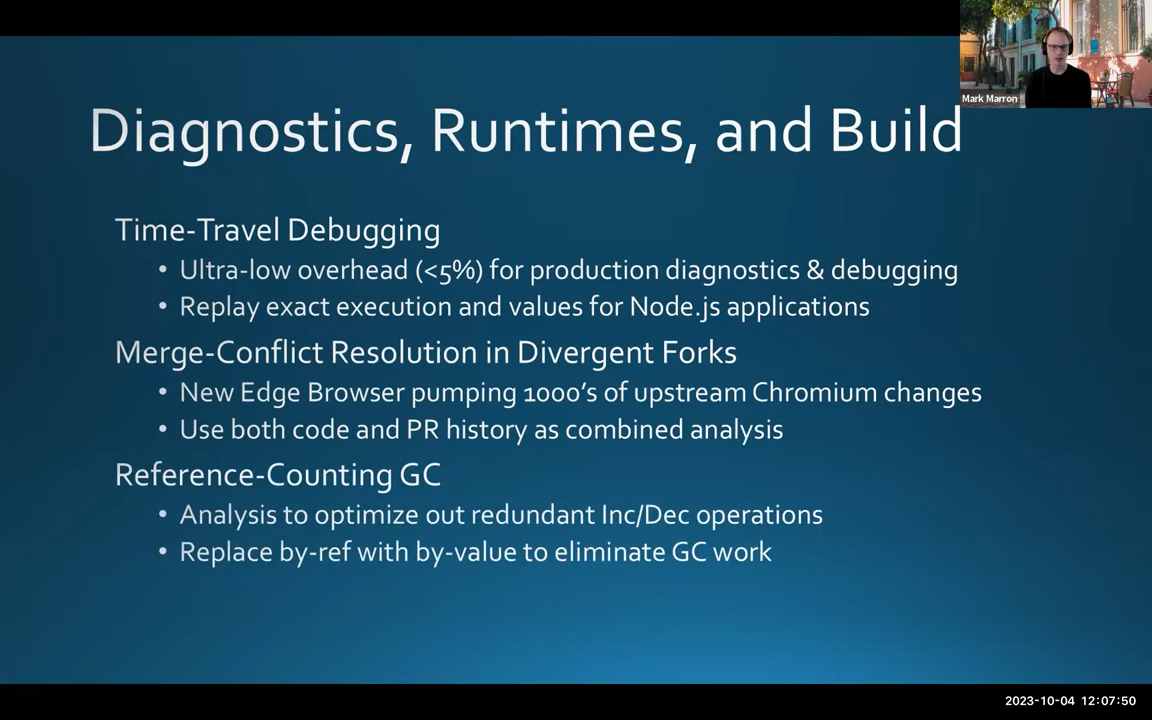 Mark Marron
Diagnostics, Runtimes, and Build
Time-Travel Debugging
• Ultra-low overhead (<5%) for production diagnostics & debugging
• Replay exact execution and values for Node.js applications
Merge-Conflict Resolution in Divergent Forks
• New Edge Browser pumping 1000’s of upstream Chromium changes
• Use both code and PR history as combined analysis
Reference-Counting GC
• Analysis to optimize out redundant Inc/Dec operations
• Replace by-ref with by-value to eliminate GC work
2023-10-04 12:07:50